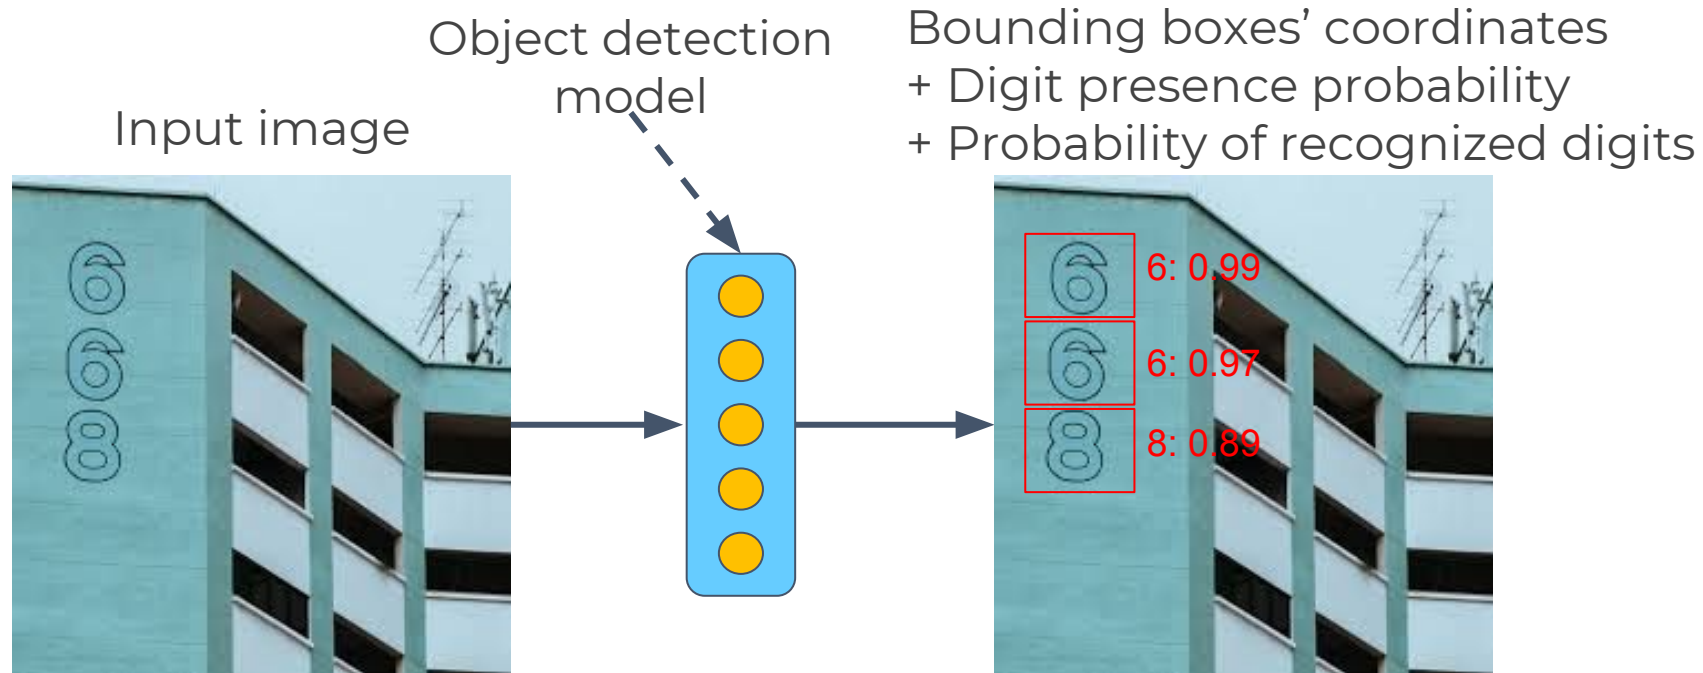 Object detection
model
Input image
Bounding boxes’ coordinates
+ Digit presence probability
+ Probability of recognized digits
6
6
8
6
6: 0.99
6
6: 0.97
8
8: 0.89